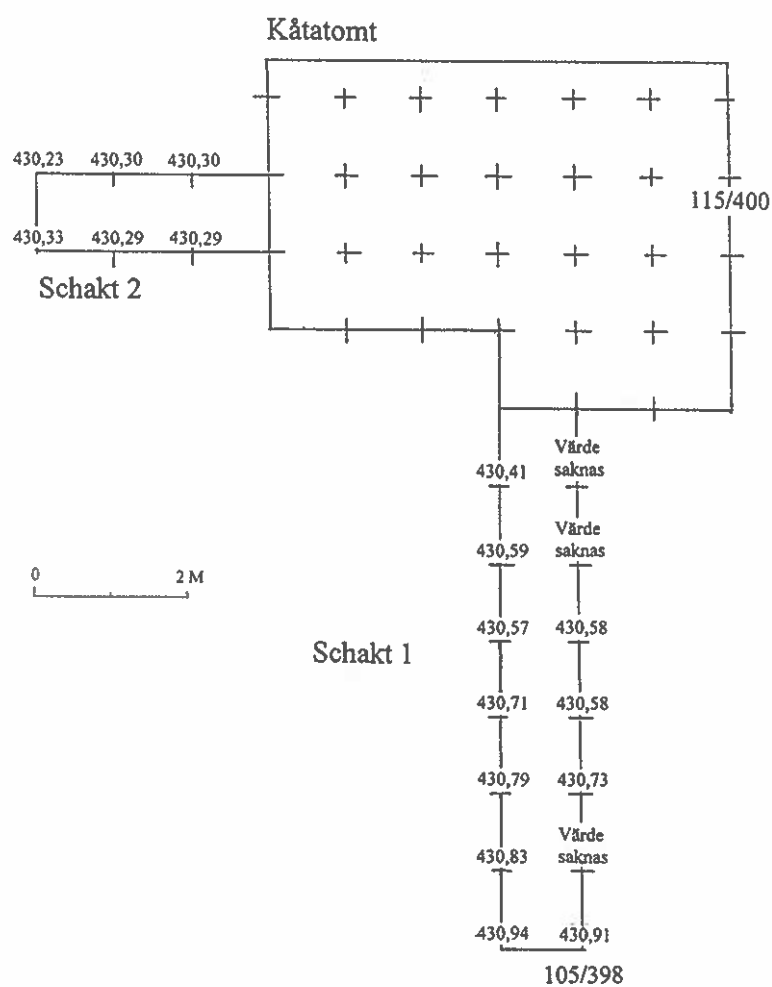 Kåtatomt
430,23 430,30 430,30
115/400
430,33 430,29 430,29
Schakt 2
430,41 Värde saknas
430,59 Värde saknas
0 2 M
430,57 430,58
Schakt 1
430,71 430,58
430,79 430,73
430,83 Värde saknas
430,94 430,91
105/398